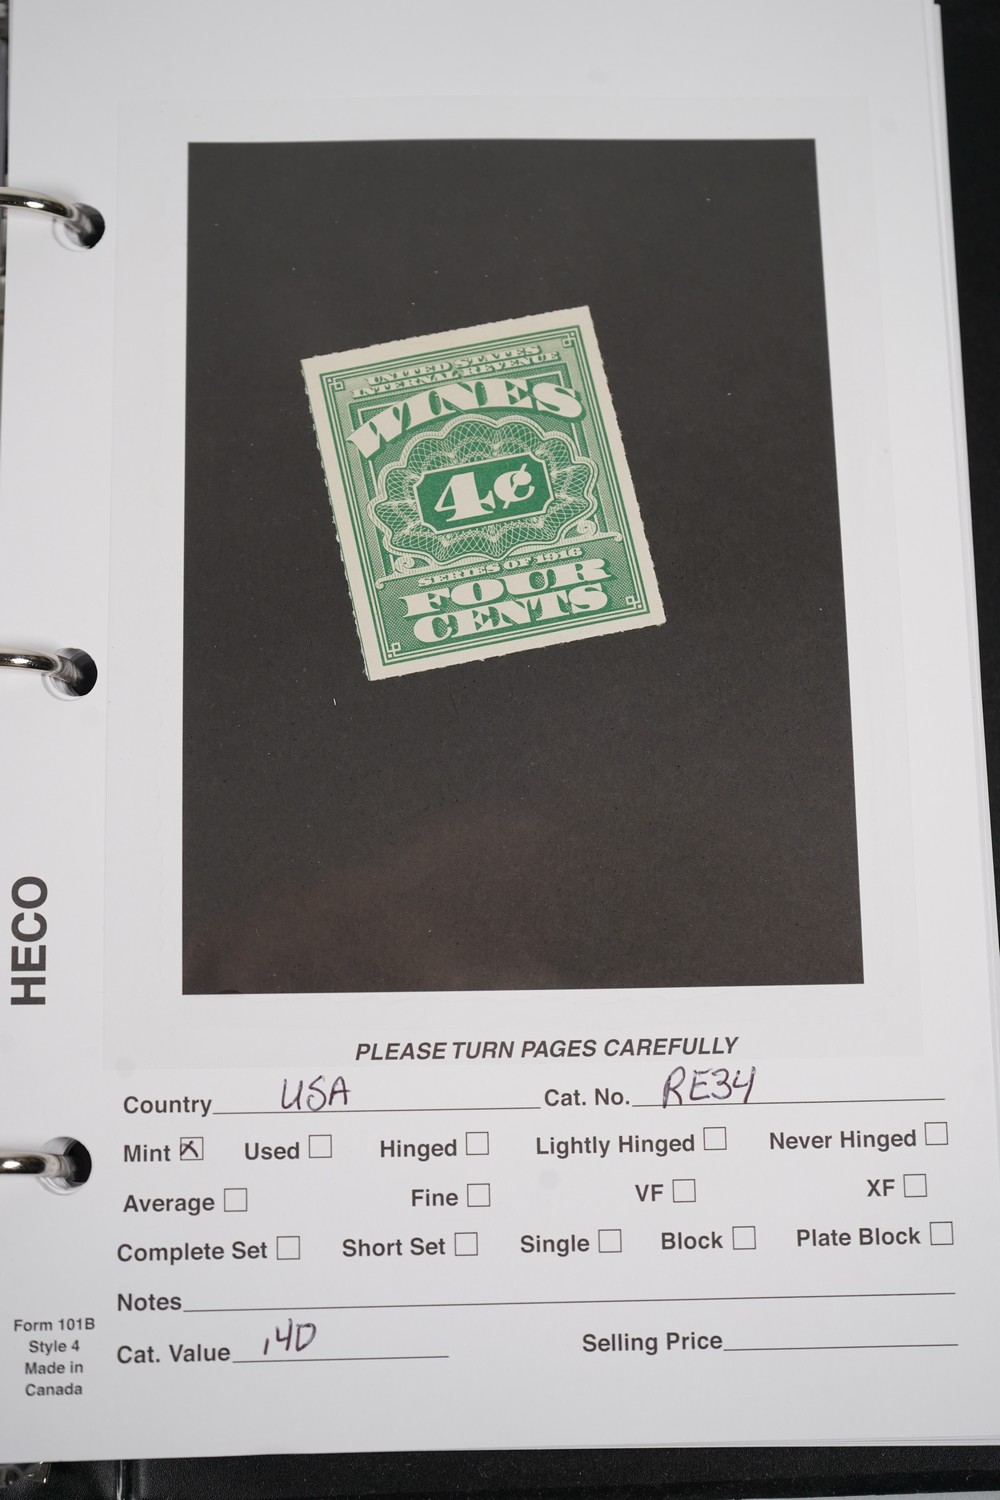 UNITED STATES
INTERNAL REVENUE
WINES
4¢
SERIES OF 1916
FOUR
CENTS
HECO
PLEASE TURN PAGES CAREFULLY
Country USA Cat. No. RE34
Mint ☒ Used ☐ Hinged ☐ Lightly Hinged ☐ Never Hinged ☐
Average ☐ Fine ☐ VF ☐ XF ☐
Complete Set ☐ Short Set ☐ Single ☐ Block ☐ Plate Block ☐
Notes
Cat. Value .40 Selling Price
Form 101B
Style 4
Made in
Canada